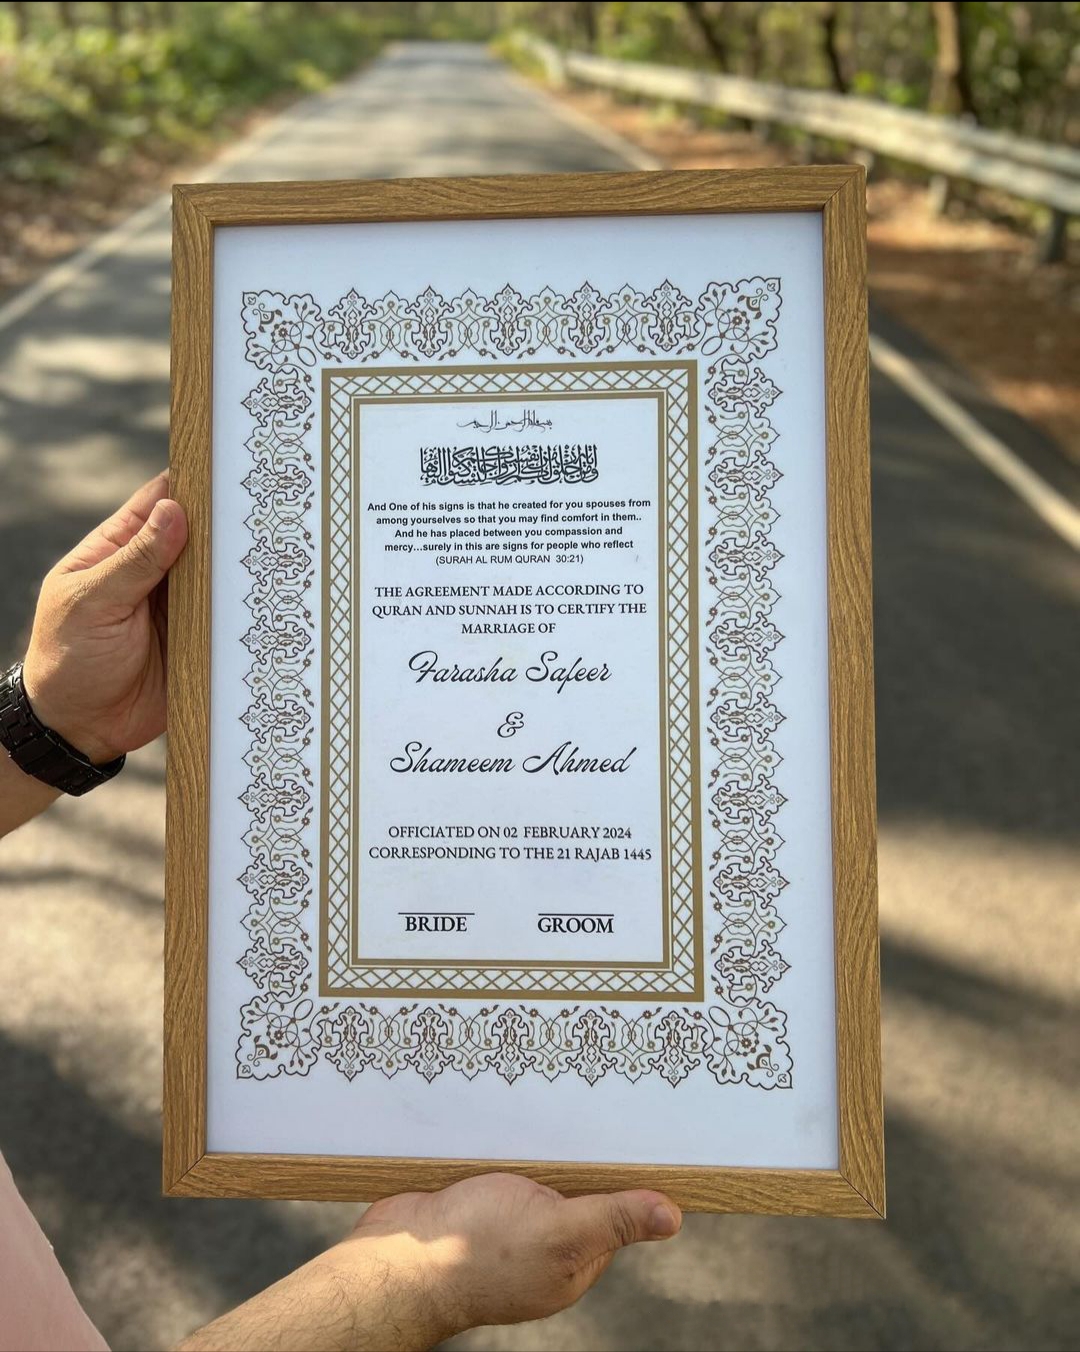 بسم الله الرحمن الرحيم
And One of his signs is that he created for you spouses from
among yourselves so that you may find comfort in them..
And he has placed between you compassion and
mercy...surely in this are signs for people who reflect
(SURAH AL RUM QURAN 30:21)
THE AGREEMENT MADE ACCORDING TO
QURAN AND SUNNAH IS TO CERTIFY THE
MARRIAGE OF
Farasha Safeer
&
Shameem Ahmed
OFFICIATED ON 02 FEBRUARY 2024
CORRESPONDING TO THE 21 RAJAB 1445
BRIDE GROOM